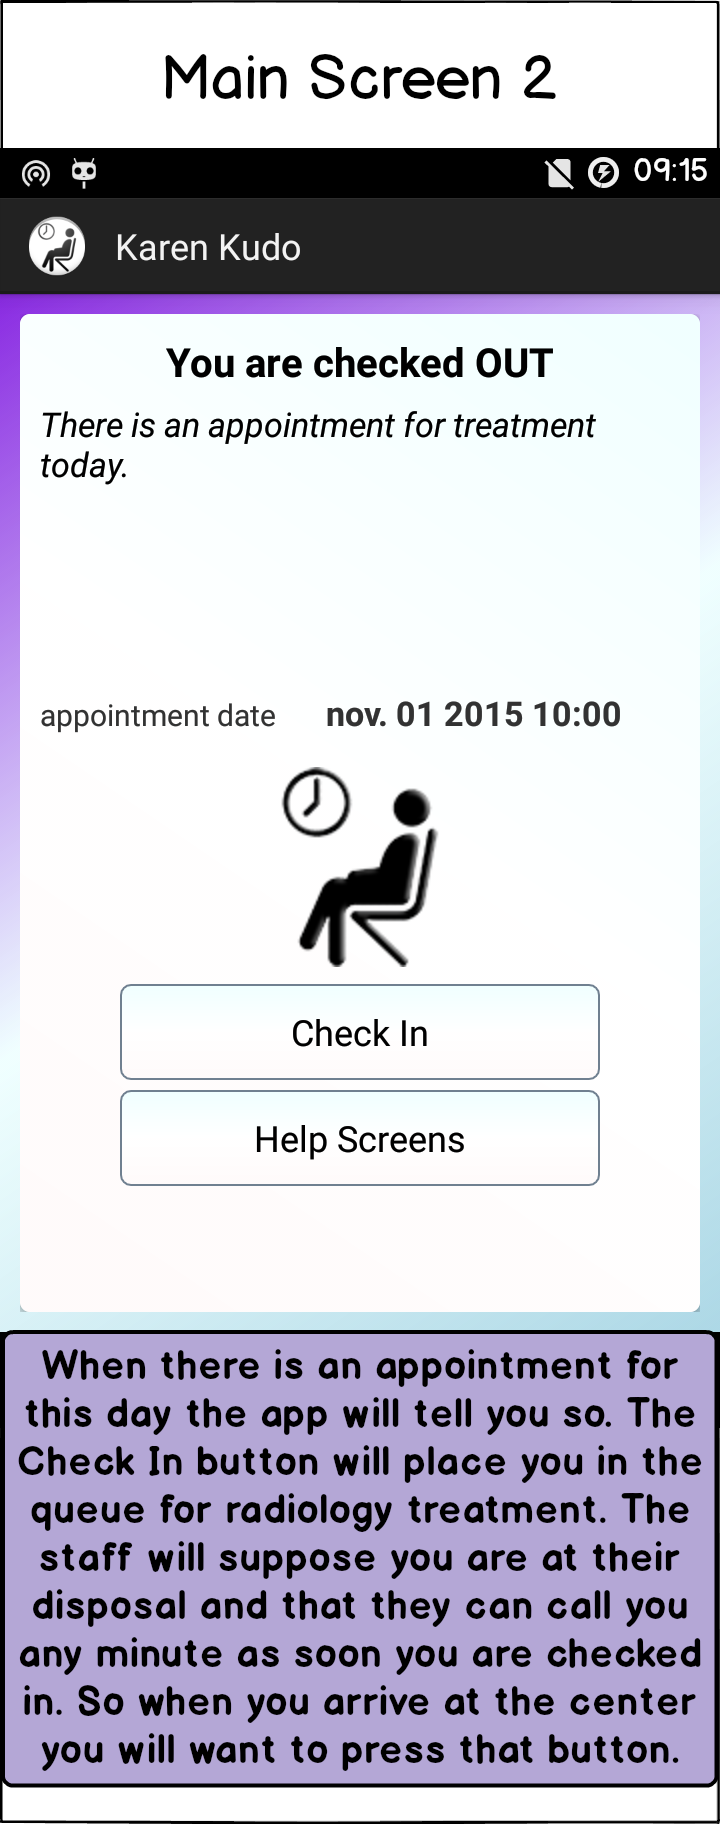 Main Screen 2
09:15
Karen Kudo
You are checked OUT
There is an appointment for treatment
today.
appointment date nov. 01 2015 10:00
Check In
Help Screens
When there is an appointment for
this day the app will tell you so. The
Check In button will place you in the
queue for radiology treatment. The
staff will suppose you are at their
disposal and that they can call you
any minute as soon you are checked
in. So when you arrive at the center
you will want to press that button.